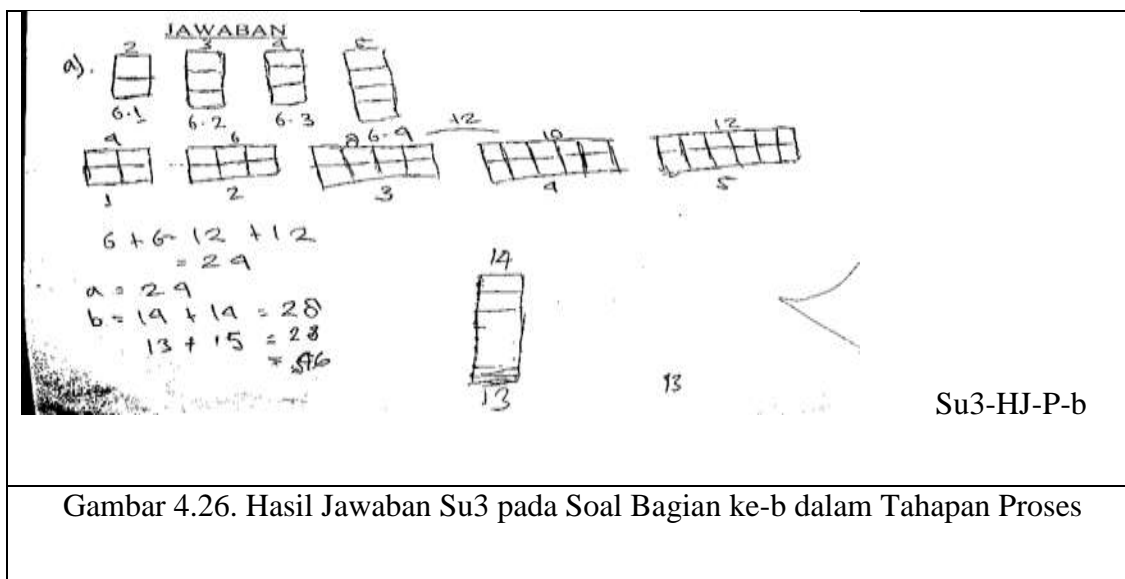 JAWABAN
a).
2 3 4
6.1 6.2 6.3 6.4
12
4 6 8 10 12
1 2 3 4 5
6 + 6 = 12 + 12
= 24
a = 24
b = 14 + 14 = 28
13 + 15 = 28
14
13
13
Su3-HJ-P-b
Gambar 4.26. Hasil Jawaban Su3 pada Soal Bagian ke-b dalam Tahapan Proses